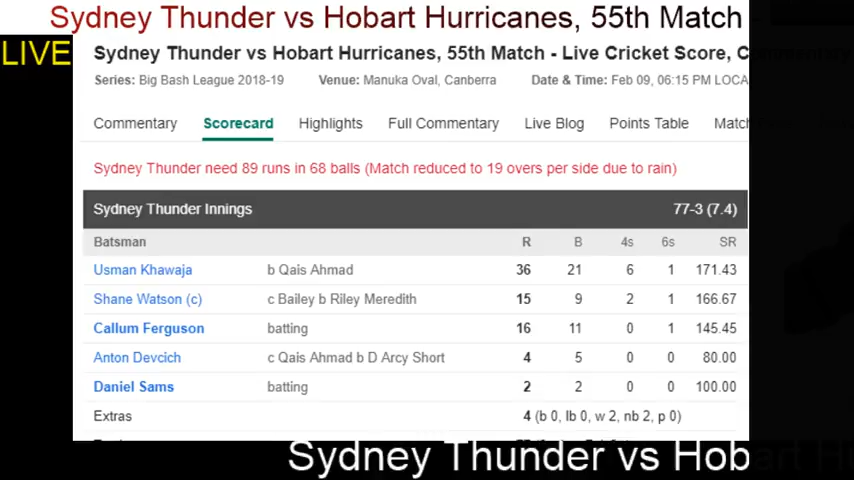 Sydney Thunder vs Hobart Hurricanes, 55th Match -
LIVE
Sydney Thunder vs Hobart Hurricanes, 55th Match - Live Cricket Score, Commentary
Series: Big Bash League 2018-19 Venue: Manuka Oval, Canberra Date & Time: Feb 09, 06:15 PM LOCA
Commentary Scorecard Highlights Full Commentary Live Blog Points Table Match
Sydney Thunder need 89 runs in 68 balls (Match reduced to 19 overs per side due to rain)
Sydney Thunder Innings 77-3 (7.4)
Batsman R B 4s 6s SR
Usman Khawaja b Qais Ahmad 36 21 6 1 171.43
Shane Watson (c) c Bailey b Riley Meredith 15 9 2 1 166.67
Callum Ferguson batting 16 11 0 1 145.45
Anton Devcich c Qais Ahmad b D Arcy Short 4 5 0 0 80.00
Daniel Sams batting 2 2 0 0 100.00
Extras 4 (b 0, lb 0, w 2, nb 2, p 0)
Sydney Thunder vs Hobart H